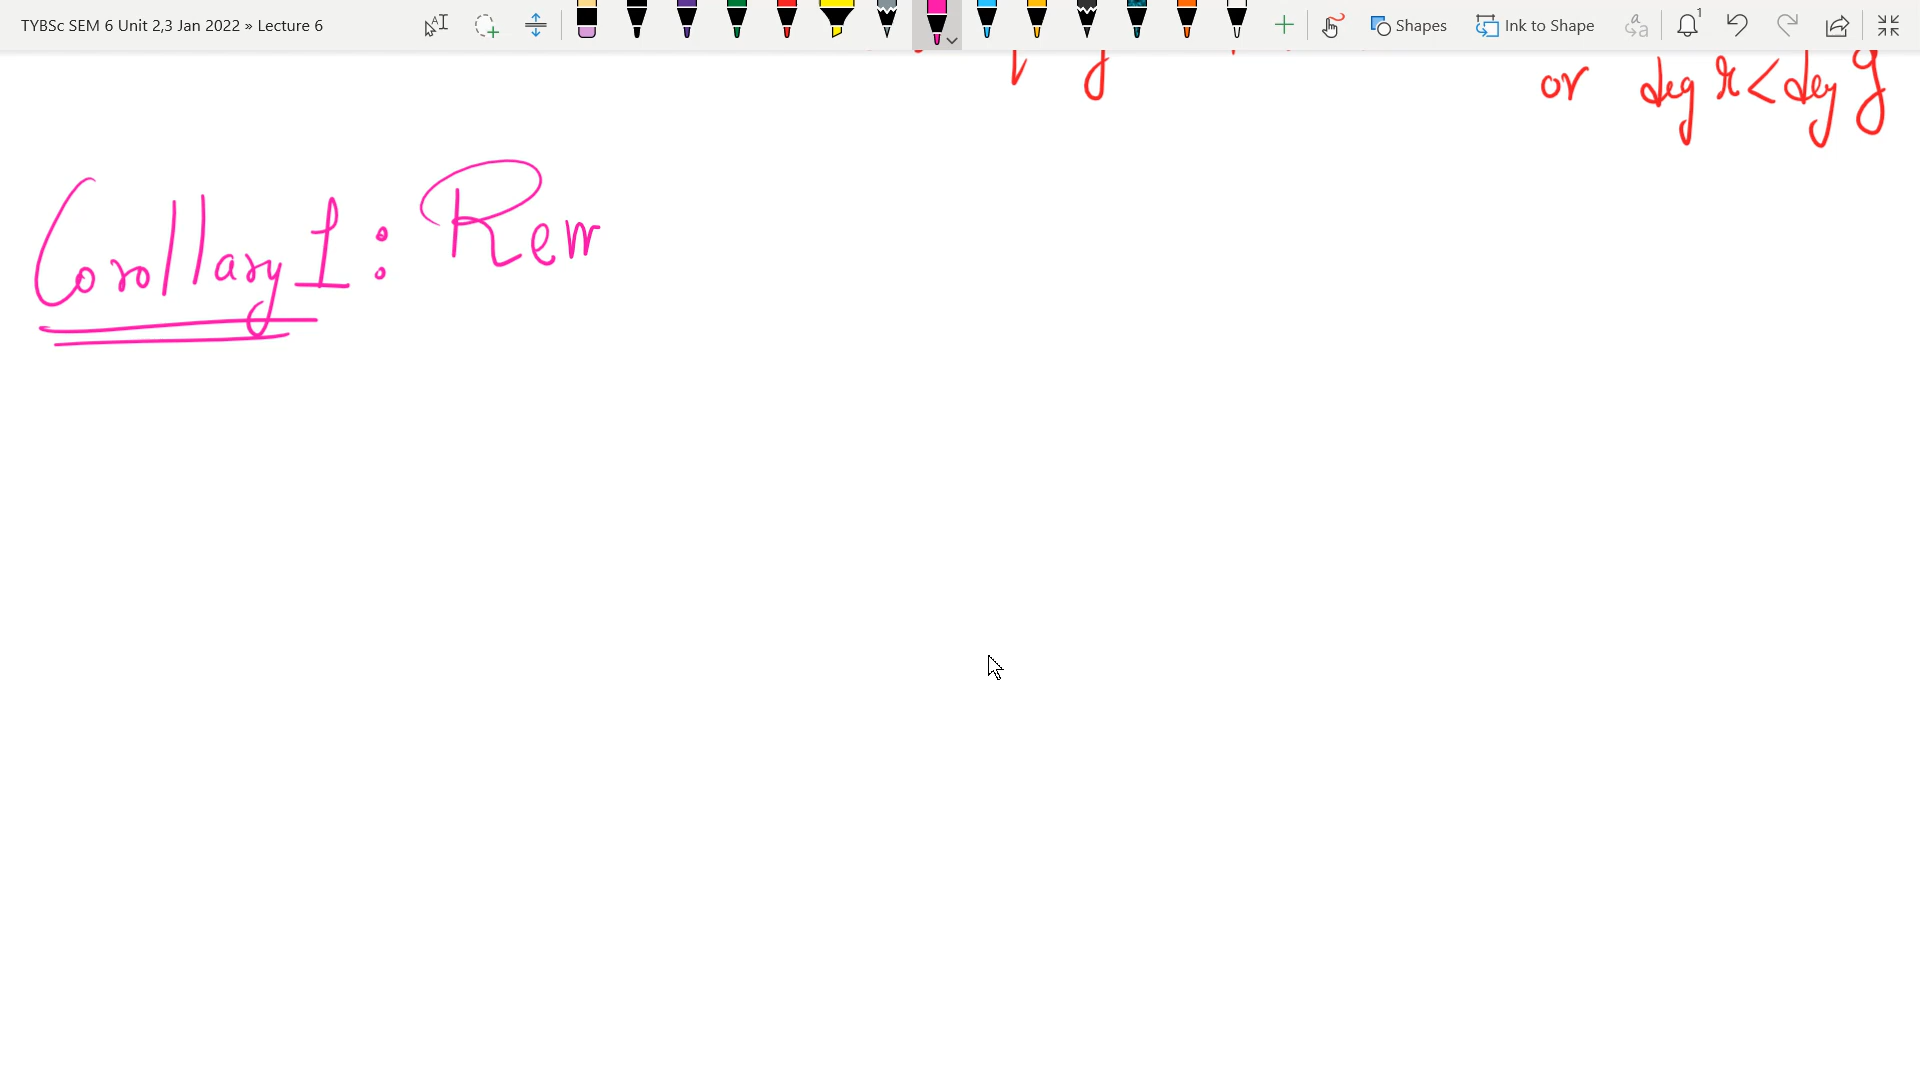 TYBSc SEM 6 Unit 2,3 Jan 2022 » Lecture 6
Shapes
Ink to Shape
1
or deg r < deg g
Corollary 1 : Rem